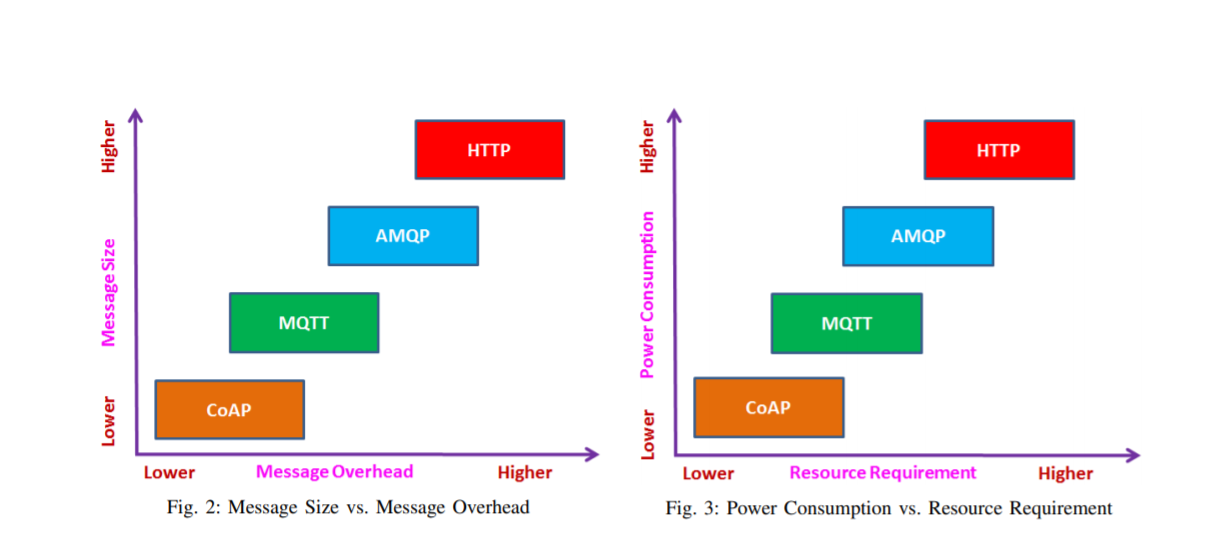 Higher
Message Size
Lower
HTTP
AMQP
MQTT
CoAP
Lower
Message Overhead
Higher
Fig. 2: Message Size vs. Message Overhead
Higher
Power Consumption
Lower
HTTP
AMQP
MQTT
CoAP
Lower
Resource Requirement
Higher
Fig. 3: Power Consumption vs. Resource Requirement